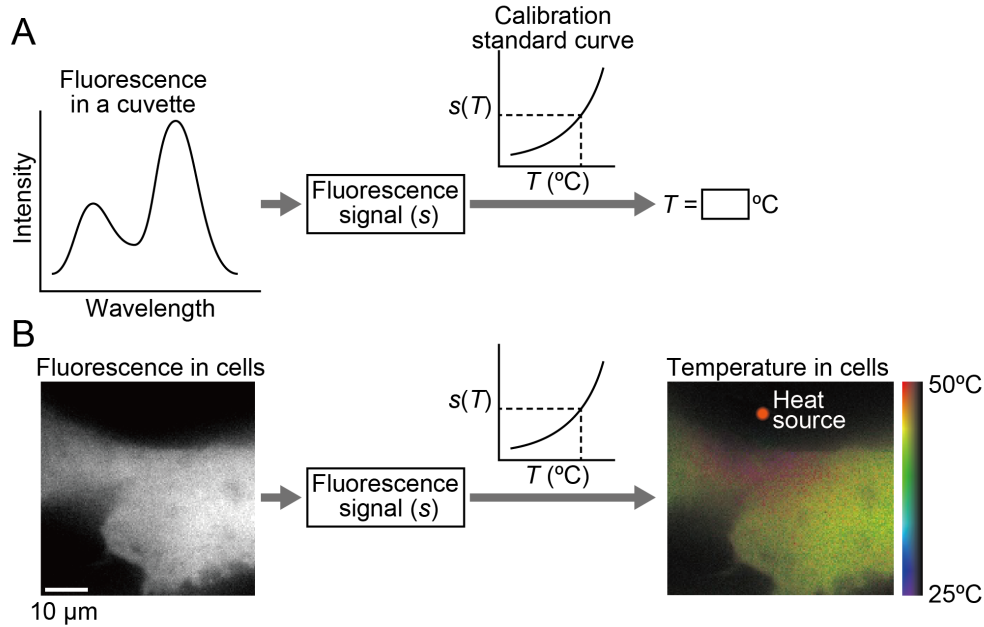 A
Fluorescence
in a cuvette
Intensity
Wavelength
Fluorescence
signal (s)
Calibration
standard curve
s(T)
T (ºC)
T = ºC
B
Fluorescence in cells
10 µm
Fluorescence
signal (s)
s(T)
T (ºC)
Temperature in cells
Heat
source
50ºC
25ºC